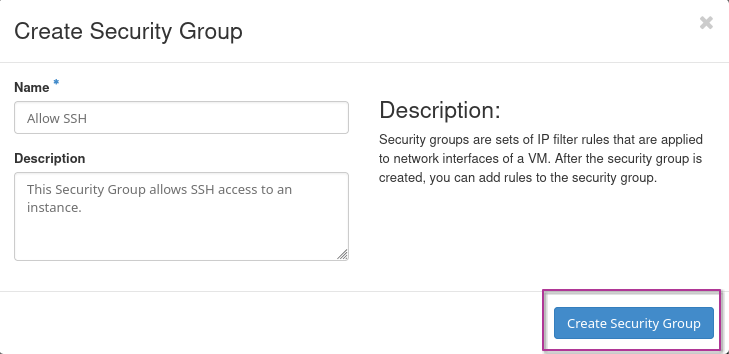 Create Security Group
✖
Name *
Allow SSH
Description
This Security Group allows SSH access to an
instance.
Description:
Security groups are sets of IP filter rules that are applied
to network interfaces of a VM. After the security group is
created, you can add rules to the security group.
Create Security Group